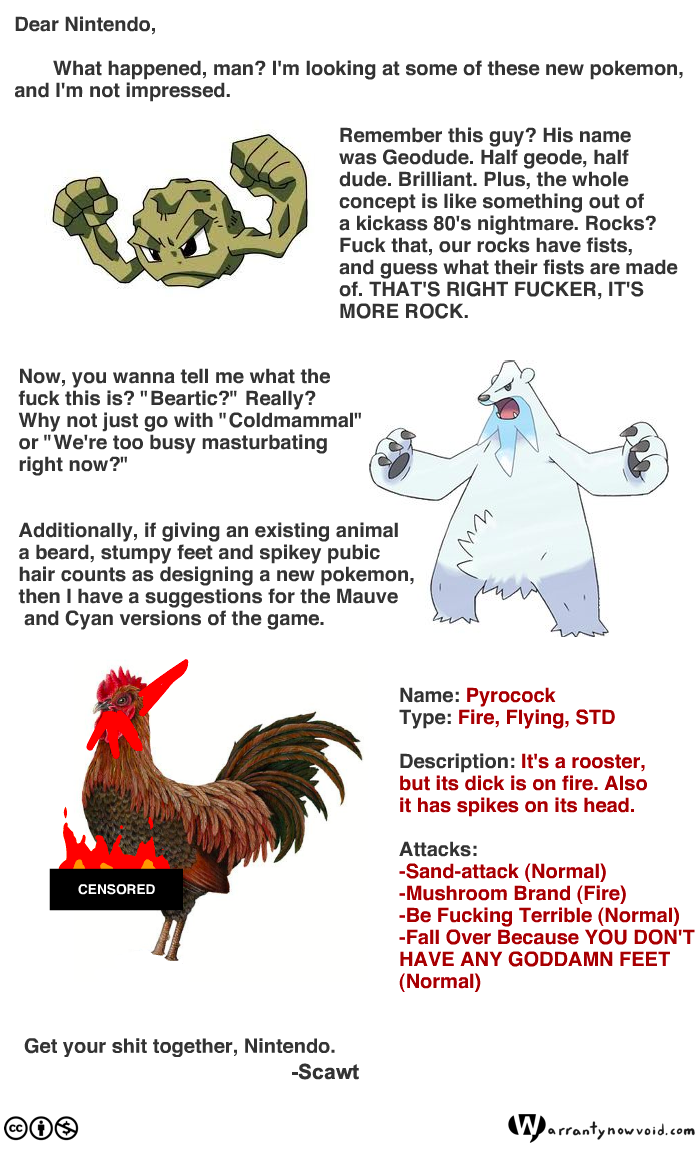 Dear Nintendo,
What happened, man? I'm looking at some of these new pokemon,
and I'm not impressed.
Remember this guy? His name
was Geodude. Half geode, half
dude. Brilliant. Plus, the whole
concept is like something out of
a kickass 80's nightmare. Rocks?
Fuck that, our rocks have fists,
and guess what their fists are made
of. THAT'S RIGHT FUCKER, IT'S
MORE ROCK.
Now, you wanna tell me what the
fuck this is? "Beartic?" Really?
Why not just go with "Coldmammal"
or "We're too busy masturbating
right now?"
Additionally, if giving an existing animal
a beard, stumpy feet and spikey pubic
hair counts as designing a new pokemon,
then I have a suggestions for the Mauve
and Cyan versions of the game.
Name: Pyrocock
Type: Fire, Flying, STD
Description: It's a rooster,
but its dick is on fire. Also
it has spikes on its head.
Attacks:
-Sand-attack (Normal)
-Mushroom Brand (Fire)
-Be Fucking Terrible (Normal)
-Fall Over Because YOU DON'T
HAVE ANY GODDAMN FEET
(Normal)
CENSORED
Get your shit together, Nintendo.
-Scawt
cc
Warrantynowvoid.com